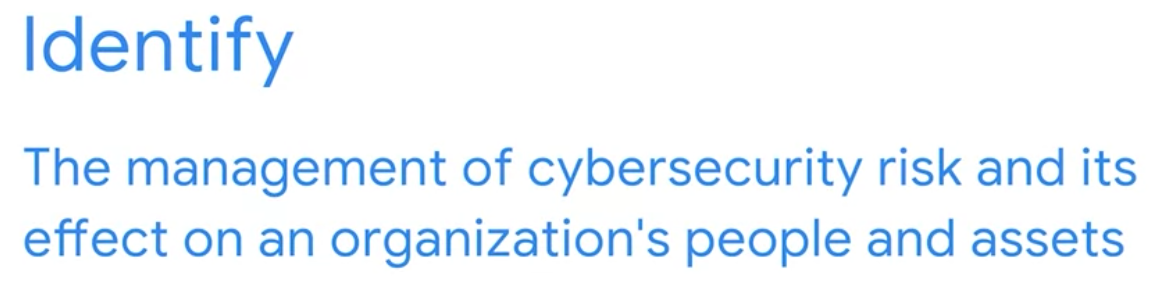 Identify
The management of cybersecurity risk and its
effect on an organization's people and assets